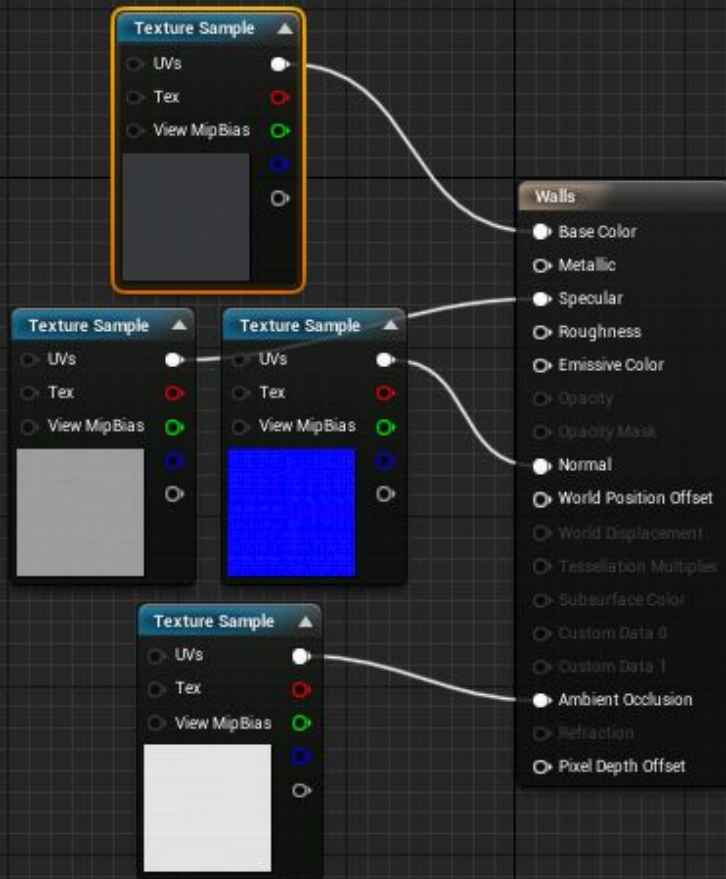 Texture Sample
UVs
Tex
View MipBias
Texture Sample
UVs
Tex
View MipBias
Texture Sample
UVs
Tex
View MipBias
Texture Sample
UVs
Tex
View MipBias
Walls
Base Color
Metallic
Specular
Roughness
Emissive Color
Opacity
Opacity Mask
Normal
World Position Offset
World Displacement
Tessellation Multiplier
Subsurface Color
Custom Data 0
Custom Data 1
Ambient Occlusion
Refraction
Pixel Depth Offset